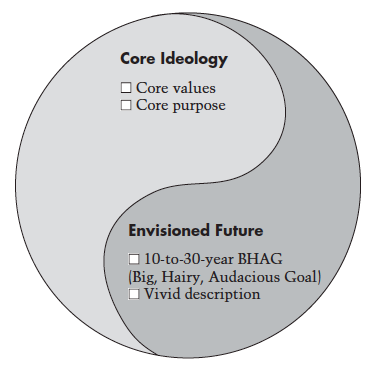 Core Ideology
☐ Core values
☐ Core purpose
Envisioned Future
☐ 10-to-30-year BHAG
(Big, Hairy, Audacious Goal)
☐ Vivid description